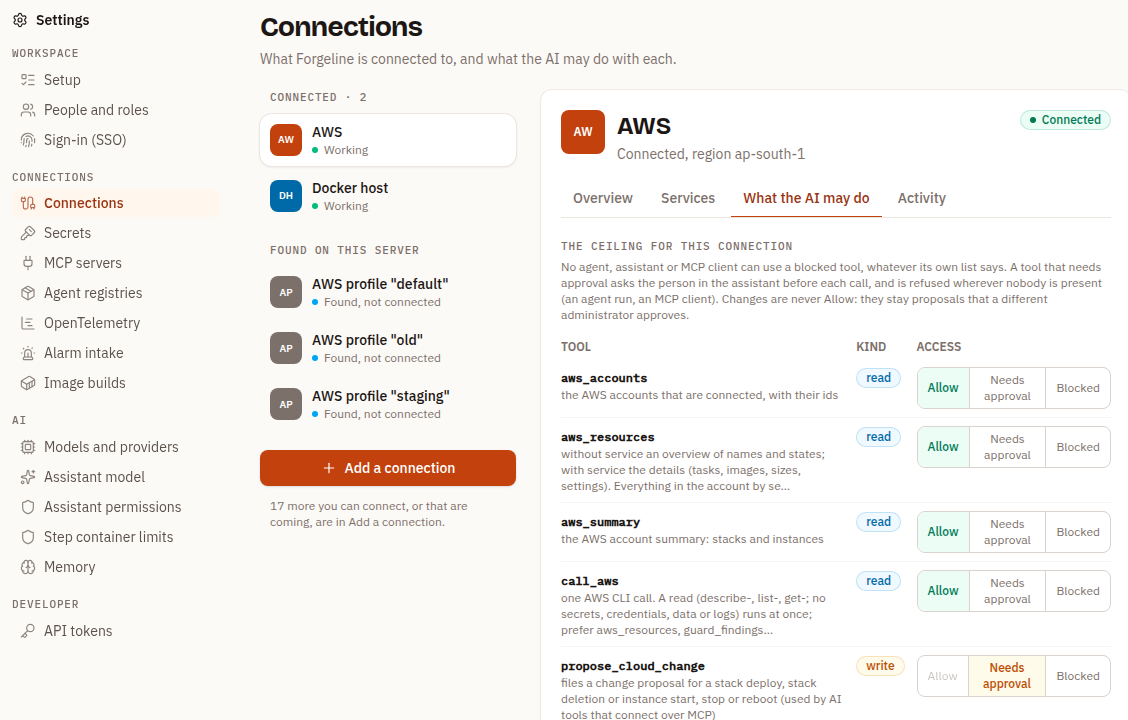 Settings
WORKSPACE
Setup
People and roles
Sign-in (SSO)
CONNECTIONS
Connections
Secrets
MCP servers
Agent registries
OpenTelemetry
Alarm intake
Image builds
AI
Models and providers
Assistant model
Assistant permissions
Step container limits
Memory
DEVELOPER
API tokens
Connections
What Forgeline is connected to, and what the AI may do with each.
CONNECTED · 2
AW
AWS
Working
DH
Docker host
Working
FOUND ON THIS SERVER
AP
AWS profile "default"
Found, not connected
AP
AWS profile "old"
Found, not connected
AP
AWS profile "staging"
Found, not connected
+ Add a connection
17 more you can connect, or that are
coming, are in Add a connection.
AW
AWS
Connected, region ap-south-1
Connected
Overview Services What the AI may do Activity
THE CEILING FOR THIS CONNECTION
No agent, assistant or MCP client can use a blocked tool, whatever its own list says. A tool that needs
approval asks the person in the assistant before each call, and is refused wherever nobody is present
(an agent run, an MCP client). Changes are never Allow: they stay proposals that a different
administrator approves.
TOOL KIND ACCESS
aws_accounts
the AWS accounts that are connected, with their ids
read
Allow
Needs
approval
Blocked
aws_resources
without service an overview of names and states;
with service the details (tasks, images, sizes,
settings). Everything in the account by se...
read
Allow
Needs
approval
Blocked
aws_summary
the AWS account summary: stacks and instances
read
Allow
Needs
approval
Blocked
call_aws
one AWS CLI call. A read (describe-, list-, get-; no
secrets, credentials, data or logs) runs at once;
prefer aws_resources, guard_findings...
read
Allow
Needs
approval
Blocked
propose_cloud_change
files a change proposal for a stack deploy, stack
deletion or instance start, stop or reboot (used by AI
tools that connect over MCP)
write
Allow
Needs
approval
Blocked